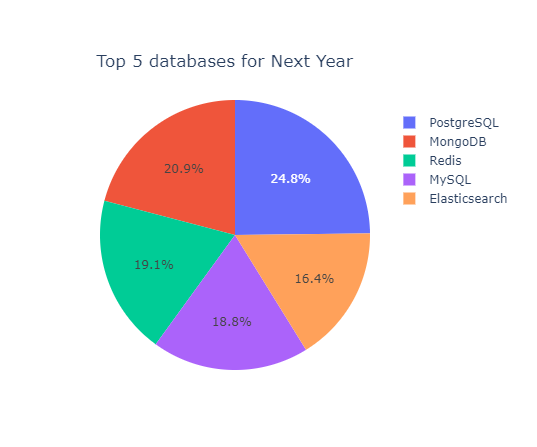 Top 5 databases for Next Year
PostgreSQL
MongoDB
Redis
MySQL
Elasticsearch
20.9%
24.8%
19.1%
16.4%
18.8%